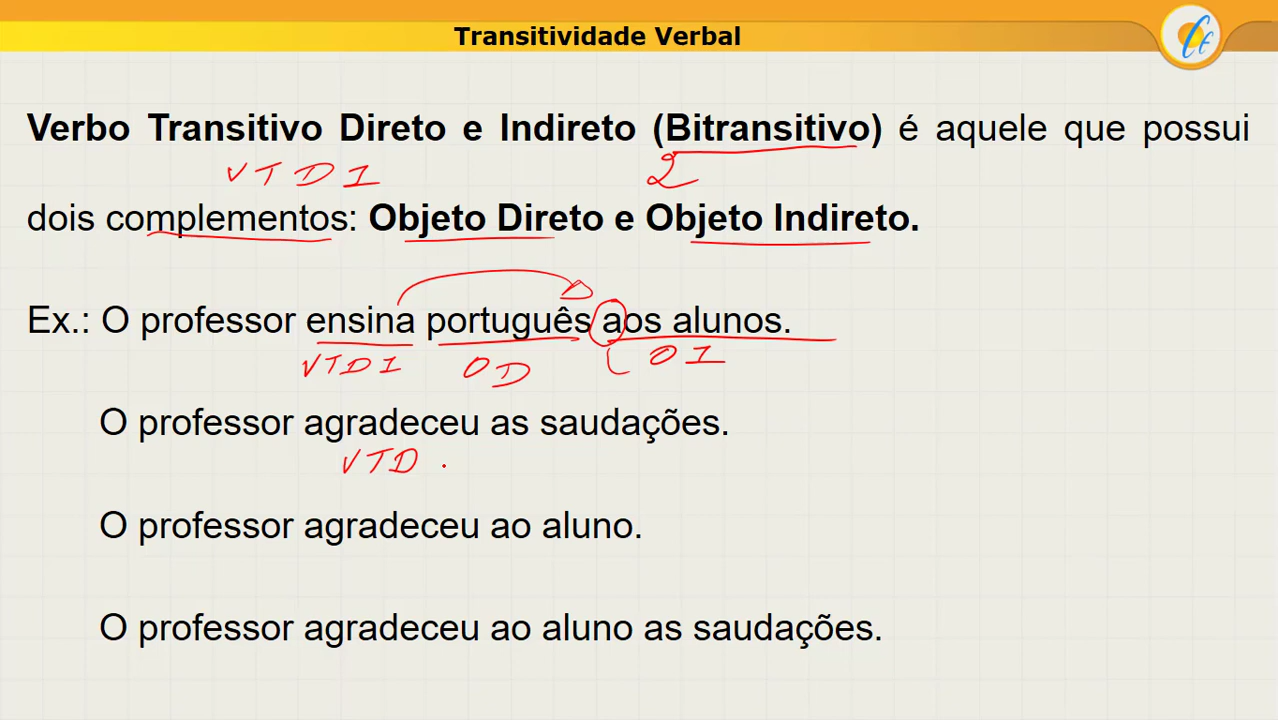 Transitividade Verbal
Verbo Transitivo Direto e Indireto (Bitransitivo) é aquele que possui
VTDI 2
dois complementos: Objeto Direto e Objeto Indireto.
Ex.: O professor ensina português aos alunos.
VTDI OD OI
O professor agradeceu as saudações.
VTD
O professor agradeceu ao aluno.
O professor agradeceu ao aluno as saudações.